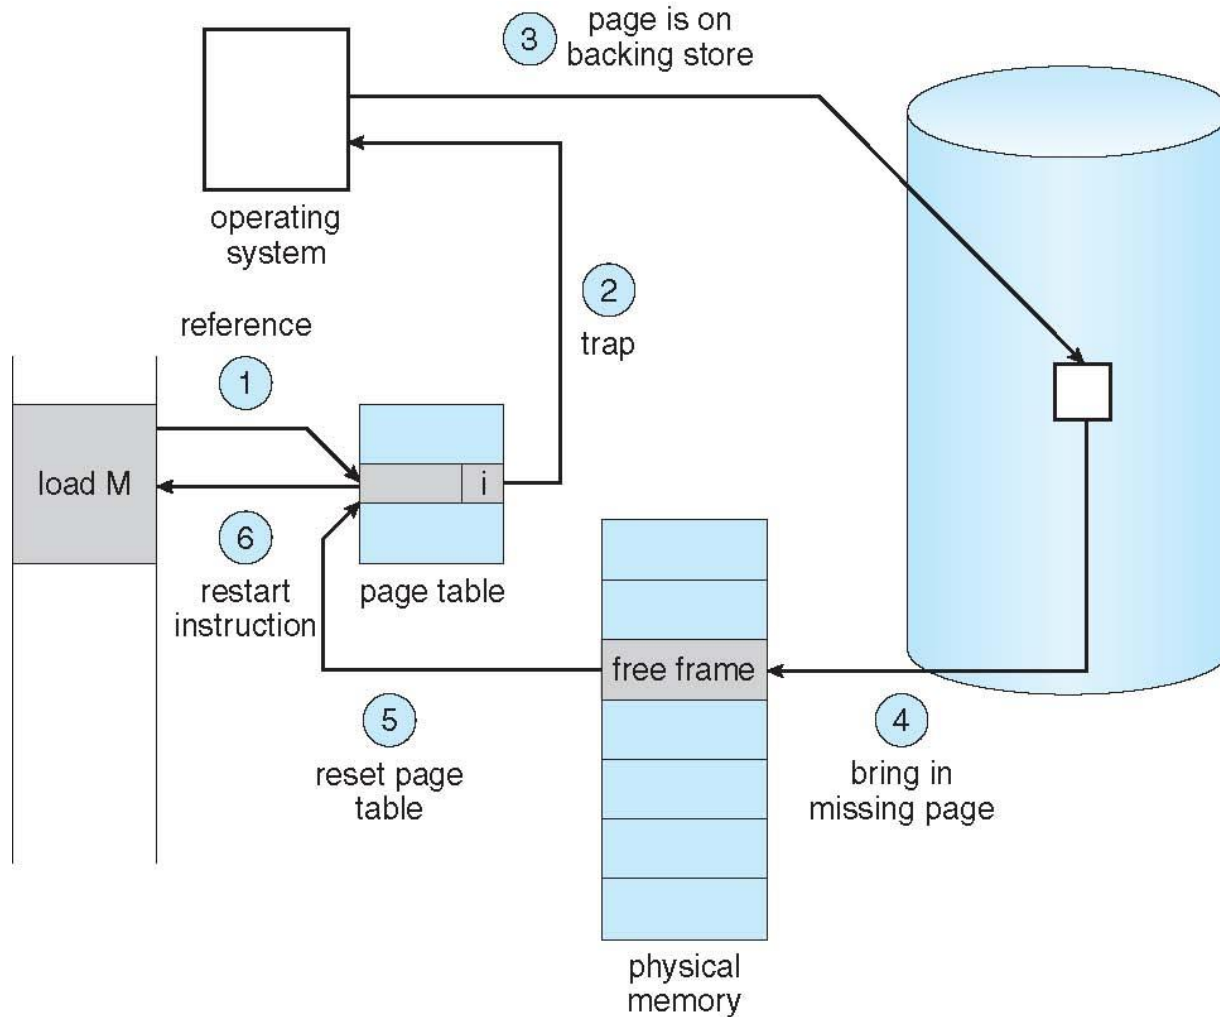 3
page is on
backing store
operating
system
2
trap
reference
1
load M
i
6
restart
instruction
page table
free frame
5
reset page
table
4
bring in
missing page
physical
memory